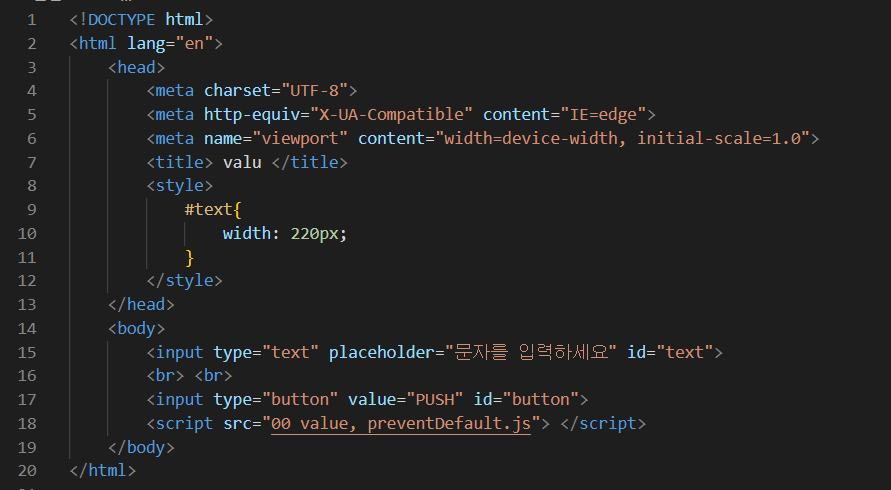 1 <!DOCTYPE html>
2 <html lang="en">
3 <head>
4 <meta charset="UTF-8">
5 <meta http-equiv="X-UA-Compatible" content="IE=edge">
6 <meta name="viewport" content="width=device-width, initial-scale=1.0">
7 <title> valu </title>
8 <style>
9 #text{
10 width: 220px;
11 }
12 </style>
13 </head>
14 <body>
15 <input type="text" placeholder="문자를 입력하세요" id="text">
16 <br> <br>
17 <input type="button" value="PUSH" id="button">
18 <script src="00 value, preventDefault.js"> </script>
19 </body>
20 </html>